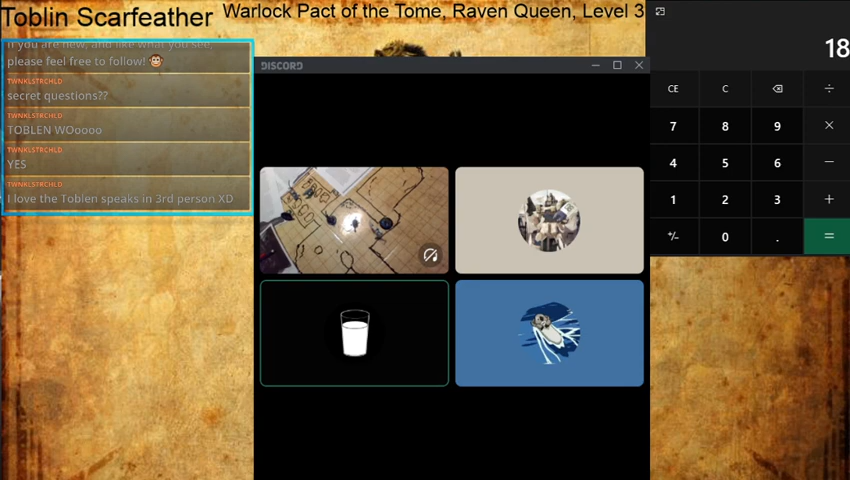 Toblin Scarfeather
Warlock Pact of the Tome, Raven Queen, Level 3
If you are new, and like what you see,
please feel free to follow!
TWNKLSTRCHLD
secret questions??
TWNKLSTRCHLD
TOBLEN WOoooo
TWNKLSTRCHLD
YES
TWNKLSTRCHLD
I love the Toblen speaks in 3rd person XD
DISCORD
18
CE C ÷
7 8 9 ×
4 5 6 −
1 2 3 +
+/- 0 . =